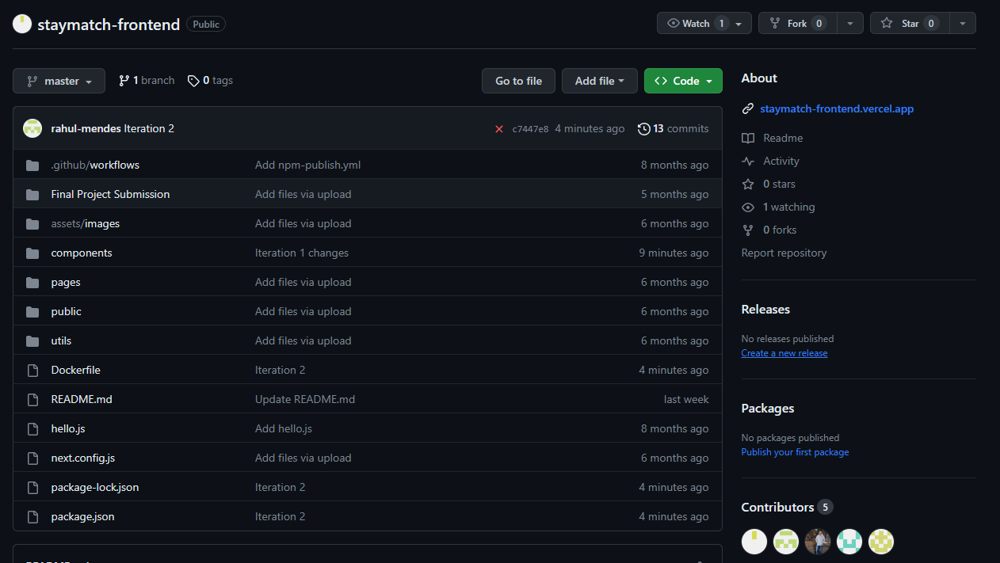 staymatch-frontend Public Watch 1 Fork 0 Star 0
master 1 branch 0 tags Go to file Add file Code
rahul-mendes Iteration 2 c7447e8 4 minutes ago 13 commits
.github/workflows Add npm-publish.yml 8 months ago
Final Project Submission Add files via upload 5 months ago
assets/images Add files via upload 6 months ago
components Iteration 1 changes 9 minutes ago
pages Add files via upload 6 months ago
public Add files via upload 6 months ago
utils Add files via upload 6 months ago
Dockerfile Iteration 2 4 minutes ago
README.md Update README.md last week
hello.js Add hello.js 8 months ago
next.config.js Add files via upload 6 months ago
package-lock.json Iteration 2 4 minutes ago
package.json Iteration 2 4 minutes ago
About
staymatch-frontend.vercel.app
Readme
Activity
0 stars
1 watching
0 forks
Report repository
Releases
No releases published
Create a new release
Packages
No packages published
Publish your first package
Contributors 5